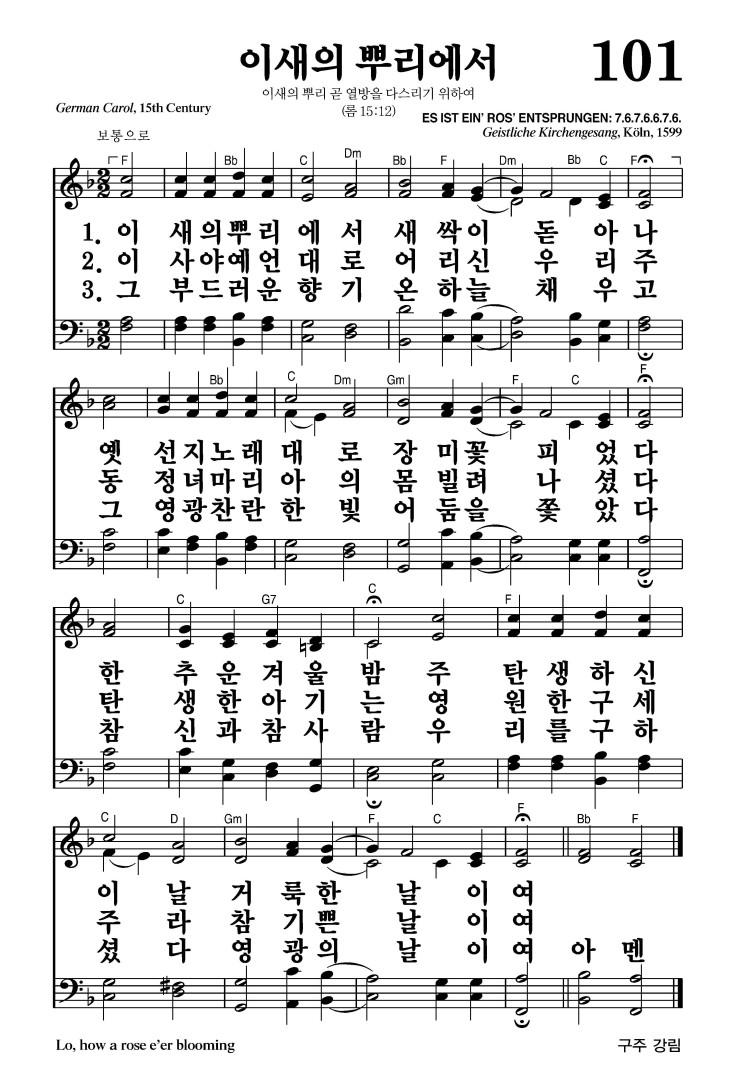 이새의 뿌리에서
101
이새의 뿌리 곧 열방을 다스리기 위하여
(롬 15:12)
German Carol, 15th Century
ES IST EIN' ROS' ENTSPRUNGEN: 7.6.7.6.6.7.6.
Geistliche Kirchengesang, Köln, 1599
보통으로
F Bb C Dm Bb F Dm Bb C F
1. 이 새의뿌리에서 새싹이 돋아나
2. 이 사야예언대로 어리신 우리주
3. 그 부드러운향기 온하늘 채우고
Bb C Dm Gm F C F
옛 선지노래대로 장미꽃 피었다
동 정녀마리아의 몸빌려 나셨다
그 영광찬란한빛 어둠을 쫓았다
C G7 C F
한 추운겨울밤 주 탄생하신
탄 생한아기는 영 원한구세
참 신과참사람 우 리를구하
C D Gm F C F Bb F
이날 거룩한 날이여
주라 참기쁜 날이여
셨다 영광의 날이여 아멘
Lo, how a rose e'er blooming
구주 강림